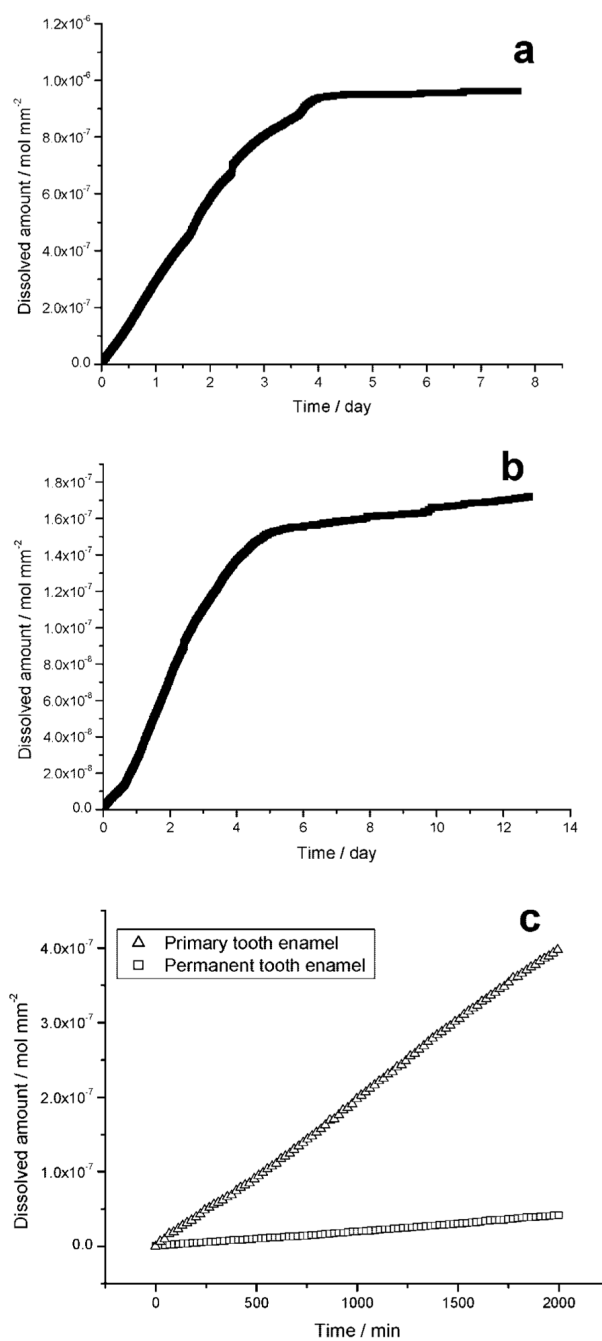 a
1.2x10⁻⁶
1.0x10⁻⁶
8.0x10⁻⁷
6.0x10⁻⁷
4.0x10⁻⁷
2.0x10⁻⁷
0.0
Dissolved amount / mol mm⁻²
0 1 2 3 4 5 6 7 8
Time / day
b
1.8x10⁻⁷
1.6x10⁻⁷
1.4x10⁻⁷
1.2x10⁻⁷
1.0x10⁻⁷
8.0x10⁻⁸
6.0x10⁻⁸
4.0x10⁻⁸
2.0x10⁻⁸
0.0
Dissolved amount / mol mm⁻²
0 2 4 6 8 10 12 14
Time / day
c
Primary tooth enamel
Permanent tooth enamel
4.0x10⁻⁷
3.0x10⁻⁷
2.0x10⁻⁷
1.0x10⁻⁷
0.0
Dissolved amount / mol mm⁻²
0 500 1000 1500 2000
Time / min